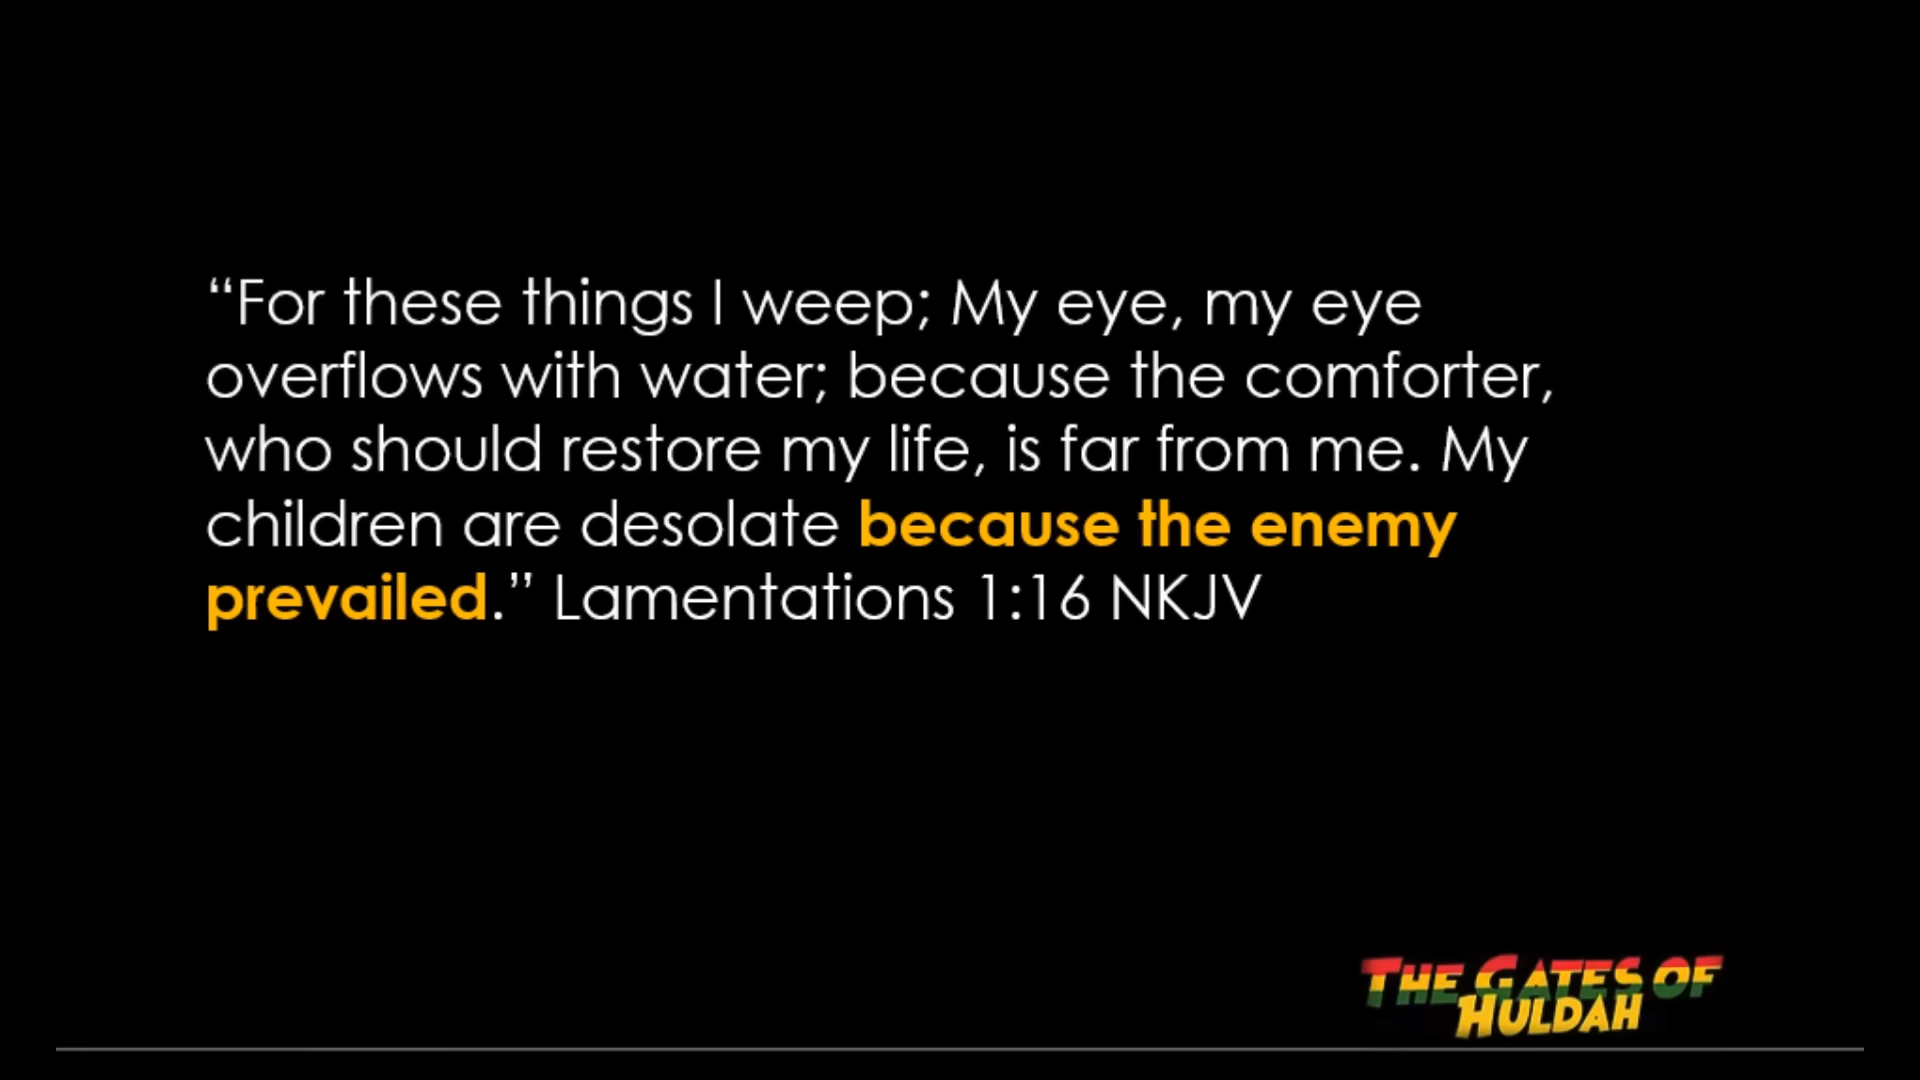 “For these things I weep; My eye, my eye
overflows with water; because the comforter,
who should restore my life, is far from me. My
children are desolate because the enemy
prevailed.” Lamentations 1:16 NKJV
THE GATES OF
HULDAH